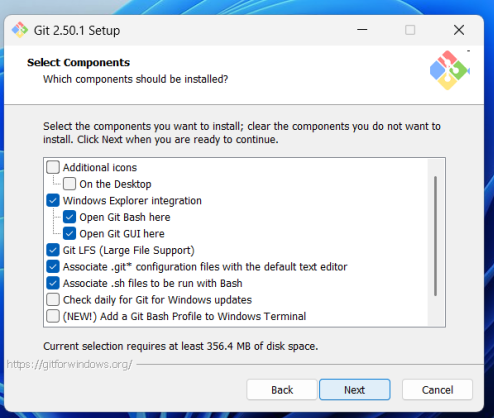 Git 2.50.1 Setup
Select Components
Which components should be installed?
Select the components you want to install; clear the components you do not want to
install. Click Next when you are ready to continue.
Additional icons
On the Desktop
Windows Explorer integration
Open Git Bash here
Open Git GUI here
Git LFS (Large File Support)
Associate .git* configuration files with the default text editor
Associate .sh files to be run with Bash
Check daily for Git for Windows updates
(NEW!) Add a Git Bash Profile to Windows Terminal
Current selection requires at least 356.4 MB of disk space.
https://gitforwindows.org/
Back
Next
Cancel